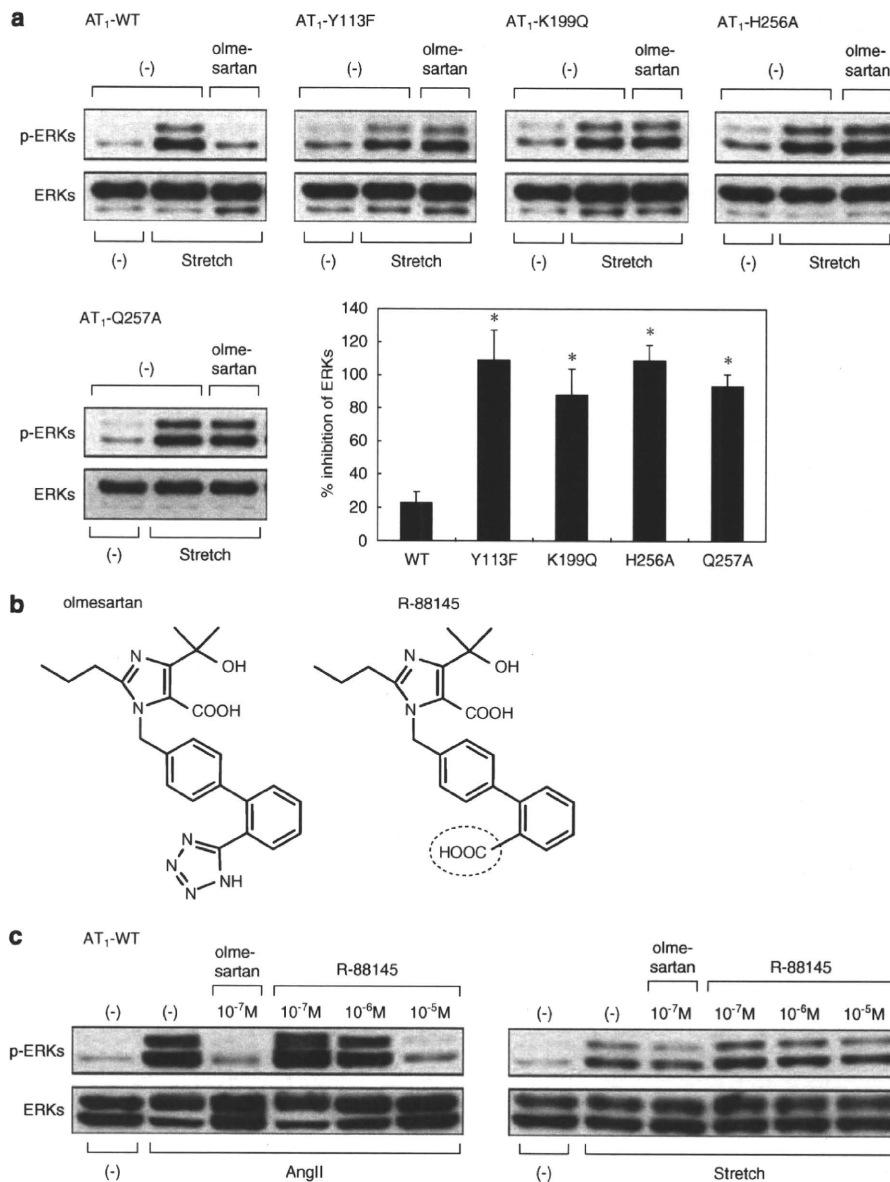 a
AT₁-WT
AT₁-Y113F
AT₁-K199Q
AT₁-H256A
(-)
olme-
sartan
(-)
olme-
sartan
(-)
olme-
sartan
(-)
olme-
sartan
p-ERKs
ERKs
(-) Stretch
(-) Stretch
(-) Stretch
(-) Stretch
AT₁-Q257A
(-)
olme-
sartan
p-ERKs
ERKs
(-) Stretch
% inhibition of ERKs
140
120
100
80
60
40
20
0
* * * *
WT Y113F K199Q H256A Q257A
b
olmesartan
N
OH
N
COOH
N
N
N
NH
R-88145
N
OH
N
COOH
HOOC
c
AT₁-WT
olme-
sartan
R-88145
(-) (-) 10⁻⁷M 10⁻⁷M 10⁻⁶M 10⁻⁵M
p-ERKs
ERKs
(-) AngII
olme-
sartan
R-88145
(-) (-) 10⁻⁷M 10⁻⁷M 10⁻⁶M 10⁻⁵M
(-) Stretch